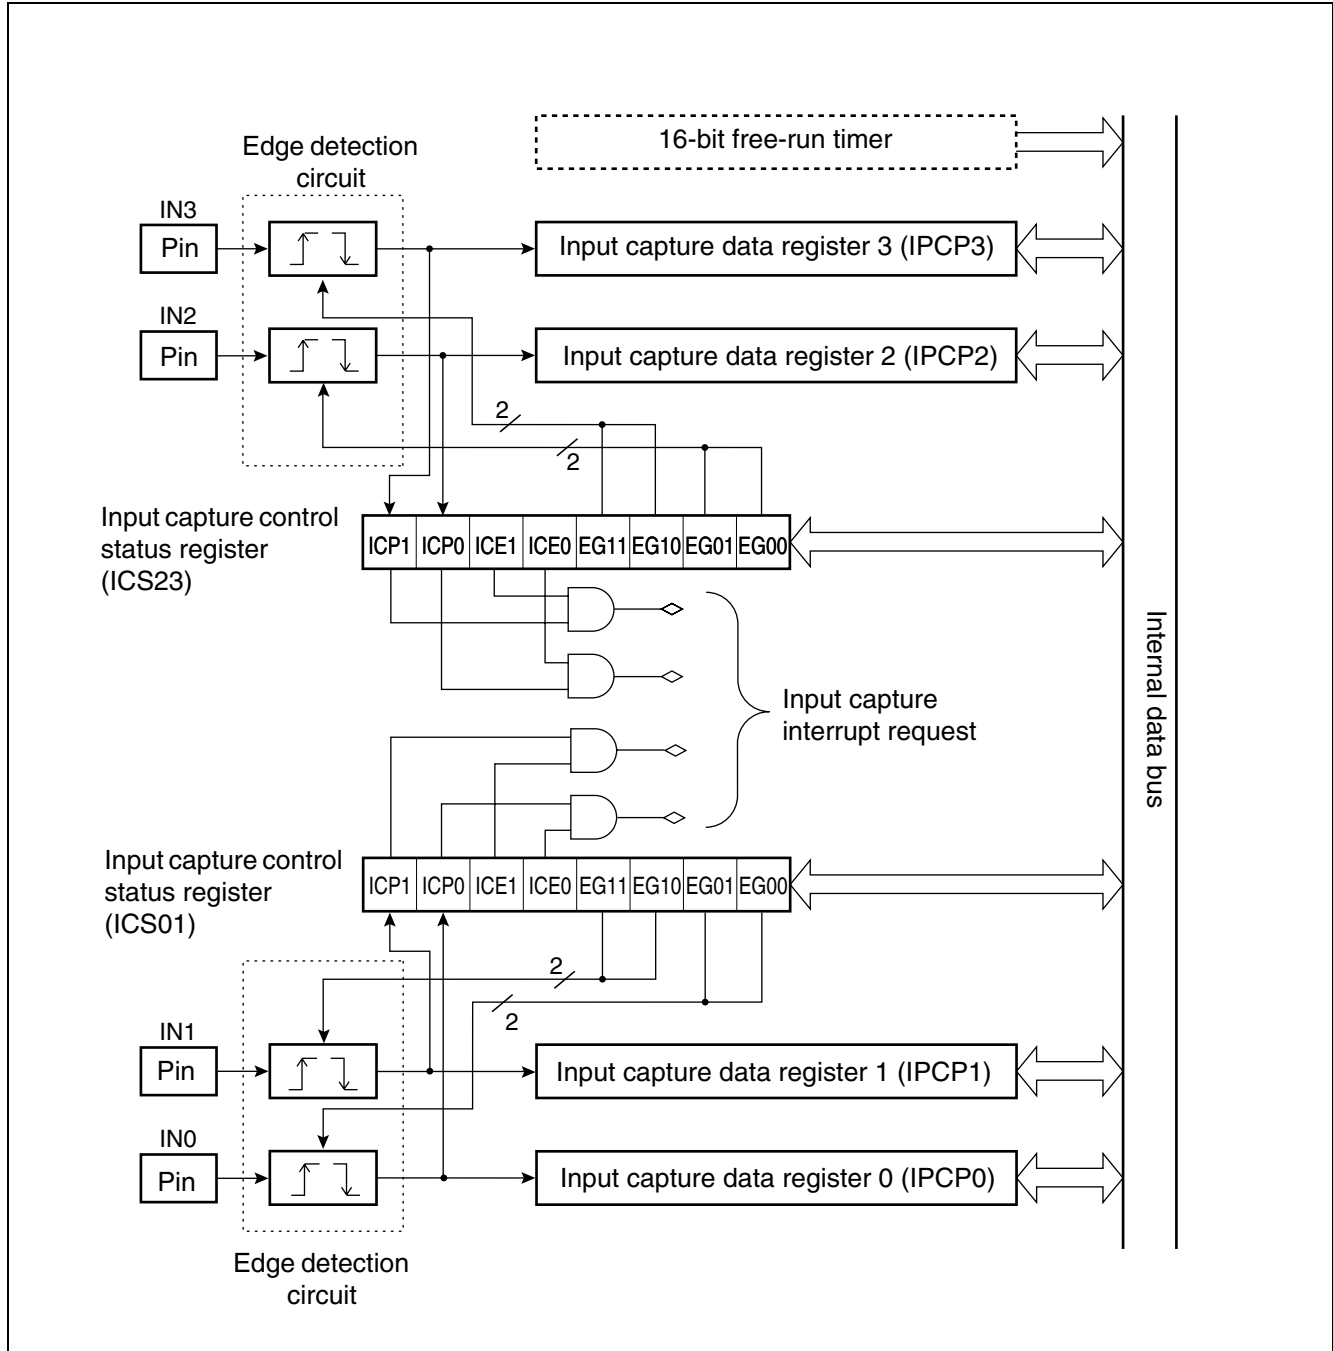 16-bit free-run timer
Edge detection
circuit
IN3
Pin
Input capture data register 3 (IPCP3)
IN2
Pin
Input capture data register 2 (IPCP2)
2
2
Input capture control
status register
(ICS23)
ICP1 ICP0 ICE1 ICE0 EG11 EG10 EG01 EG00
Input capture
interrupt request
Internal data bus
Input capture control
status register
(ICS01)
ICP1 ICP0 ICE1 ICE0 EG11 EG10 EG01 EG00
2
2
IN1
Pin
Input capture data register 1 (IPCP1)
IN0
Pin
Input capture data register 0 (IPCP0)
Edge detection
circuit